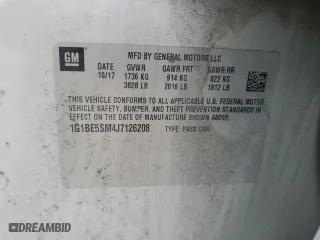 GM
MFD BY GENERAL MOTORS LLC
DATE GVWR GAWR FRT GAWR RR
10/17 1736 KG 914 KG 822 KG
3828 LB 2016 LB 1812 LB
THIS VEHICLE CONFORMS TO ALL APPLICABLE U.S. FEDERAL MOTOR
VEHICLE SAFETY, BUMPER, AND THEFT PREVENTION STANDARDS
IN EFFECT ON THE DATE OF MANUFACTURE SHOWN ABOVE.
1G1BE5SM4J7126208 TYPE: PASS CAR